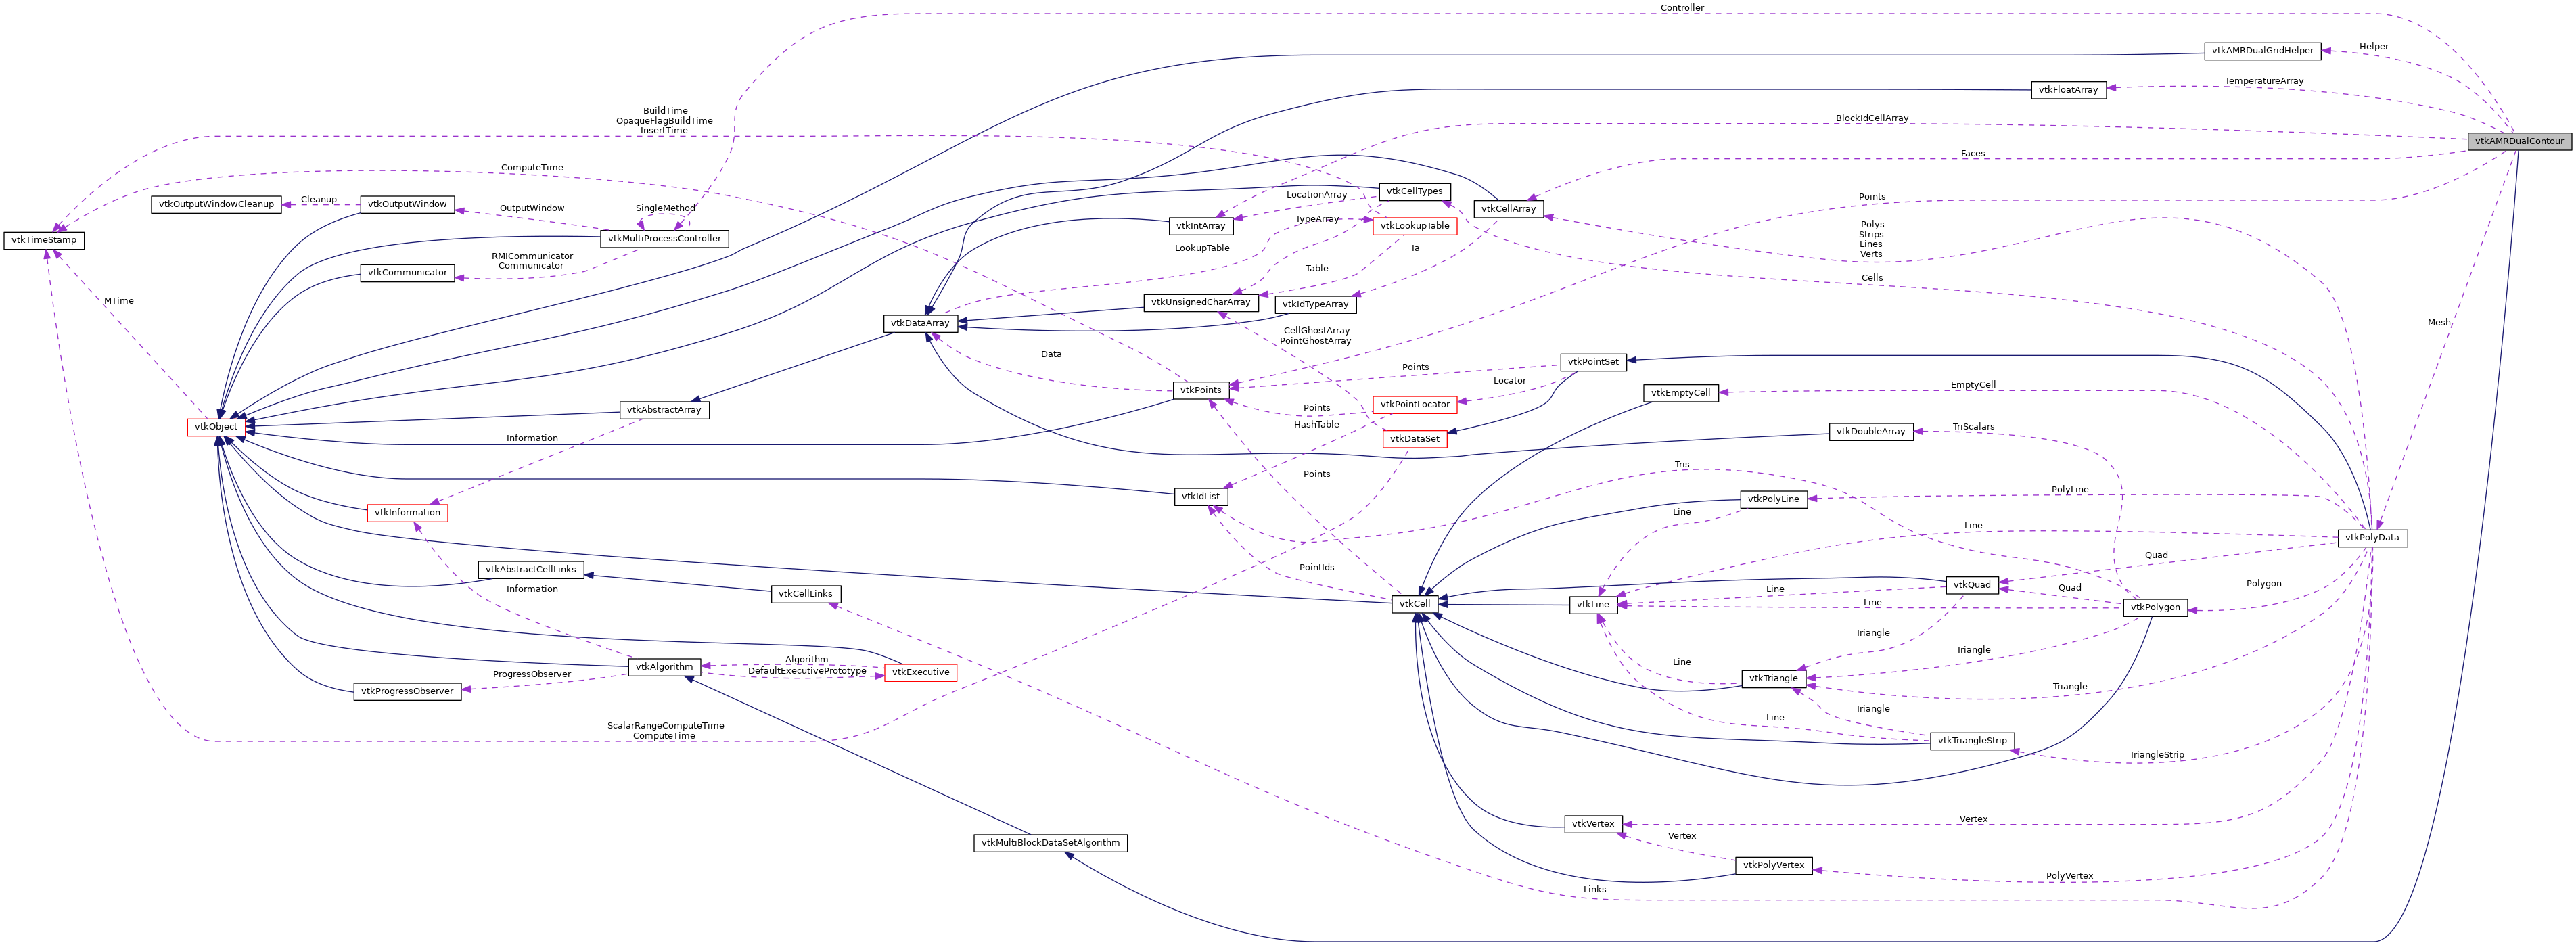 Controller
vtkAMRDualGridHelper
Helper
vtkFloatArray
TemperatureArray
BuildTime
OpaqueFlagBuildTime
InsertTime
BlockIdCellArray
vtkAMRDualContour
Faces
ComputeTime
vtkOutputWindowCleanup
Cleanup
vtkOutputWindow
OutputWindow
SingleMethod
vtkCellTypes
LocationArray
vtkCellArray
Points
vtkTimeStamp
vtkMultiProcessController
vtkIntArray
TypeArray
vtkLookupTable
LookupTable
Ia
Polys
Strips
Lines
Verts
RMICommunicator
Communicator
vtkCommunicator
Table
Cells
MTime
vtkUnsignedCharArray
vtkIdTypeArray
vtkDataArray
CellGhostArray
PointGhostArray
Mesh
Data
vtkPointSet
Points
Locator
vtkPoints
vtkEmptyCell
EmptyCell
vtkAbstractArray
vtkPointLocator
Points
HashTable
vtkObject
Information
vtkDataSet
vtkDoubleArray
TriScalars
Points
Tris
vtkIdList
vtkPolyLine
PolyLine
vtkInformation
Line
Line
vtkPolyData
Quad
vtkAbstractCellLinks
PointIds
vtkCellLinks
Information
vtkQuad
Quad
Polygon
Line
vtkCell
vtkLine
Line
vtkPolygon
Triangle
Triangle
Algorithm
vtkAlgorithm
DefaultExecutivePrototype
vtkExecutive
Line
vtkTriangle
ProgressObserver
vtkProgressObserver
Triangle
Triangle
ScalarRangeComputeTime
ComputeTime
Line
vtkTriangleStrip
TriangleStrip
vtkVertex
Vertex
vtkMultiBlockDataSetAlgorithm
Vertex
vtkPolyVertex
PolyVertex
Links